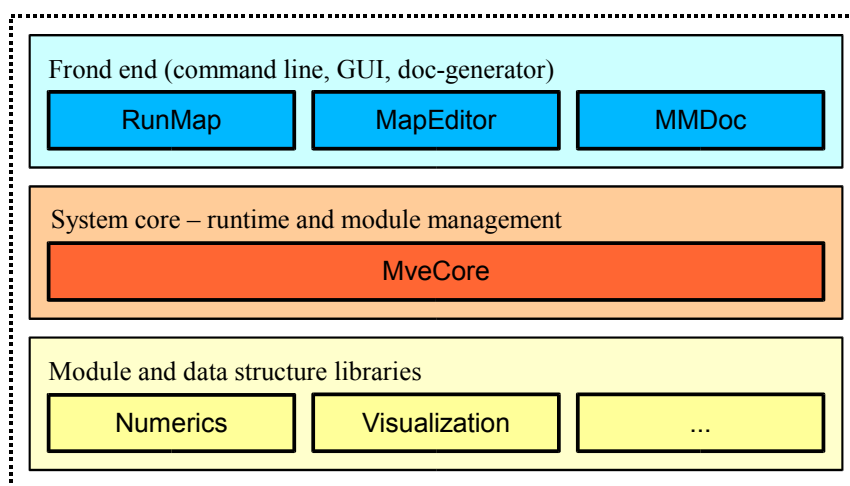 Frond end (command line, GUI, doc-generator)
RunMap MapEditor MMDoc
System core – runtime and module management
MveCore
Module and data structure libraries
Numerics Visualization ...